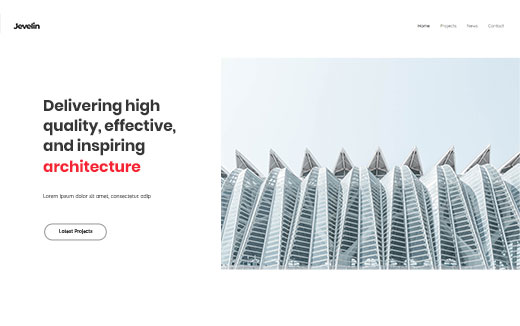 Jevelin
Home Projects News Contact
Delivering high
quality, effective,
and inspiring
architecture
Lorem ipsum dolor sit amet, consectetur adip
Latest Projects